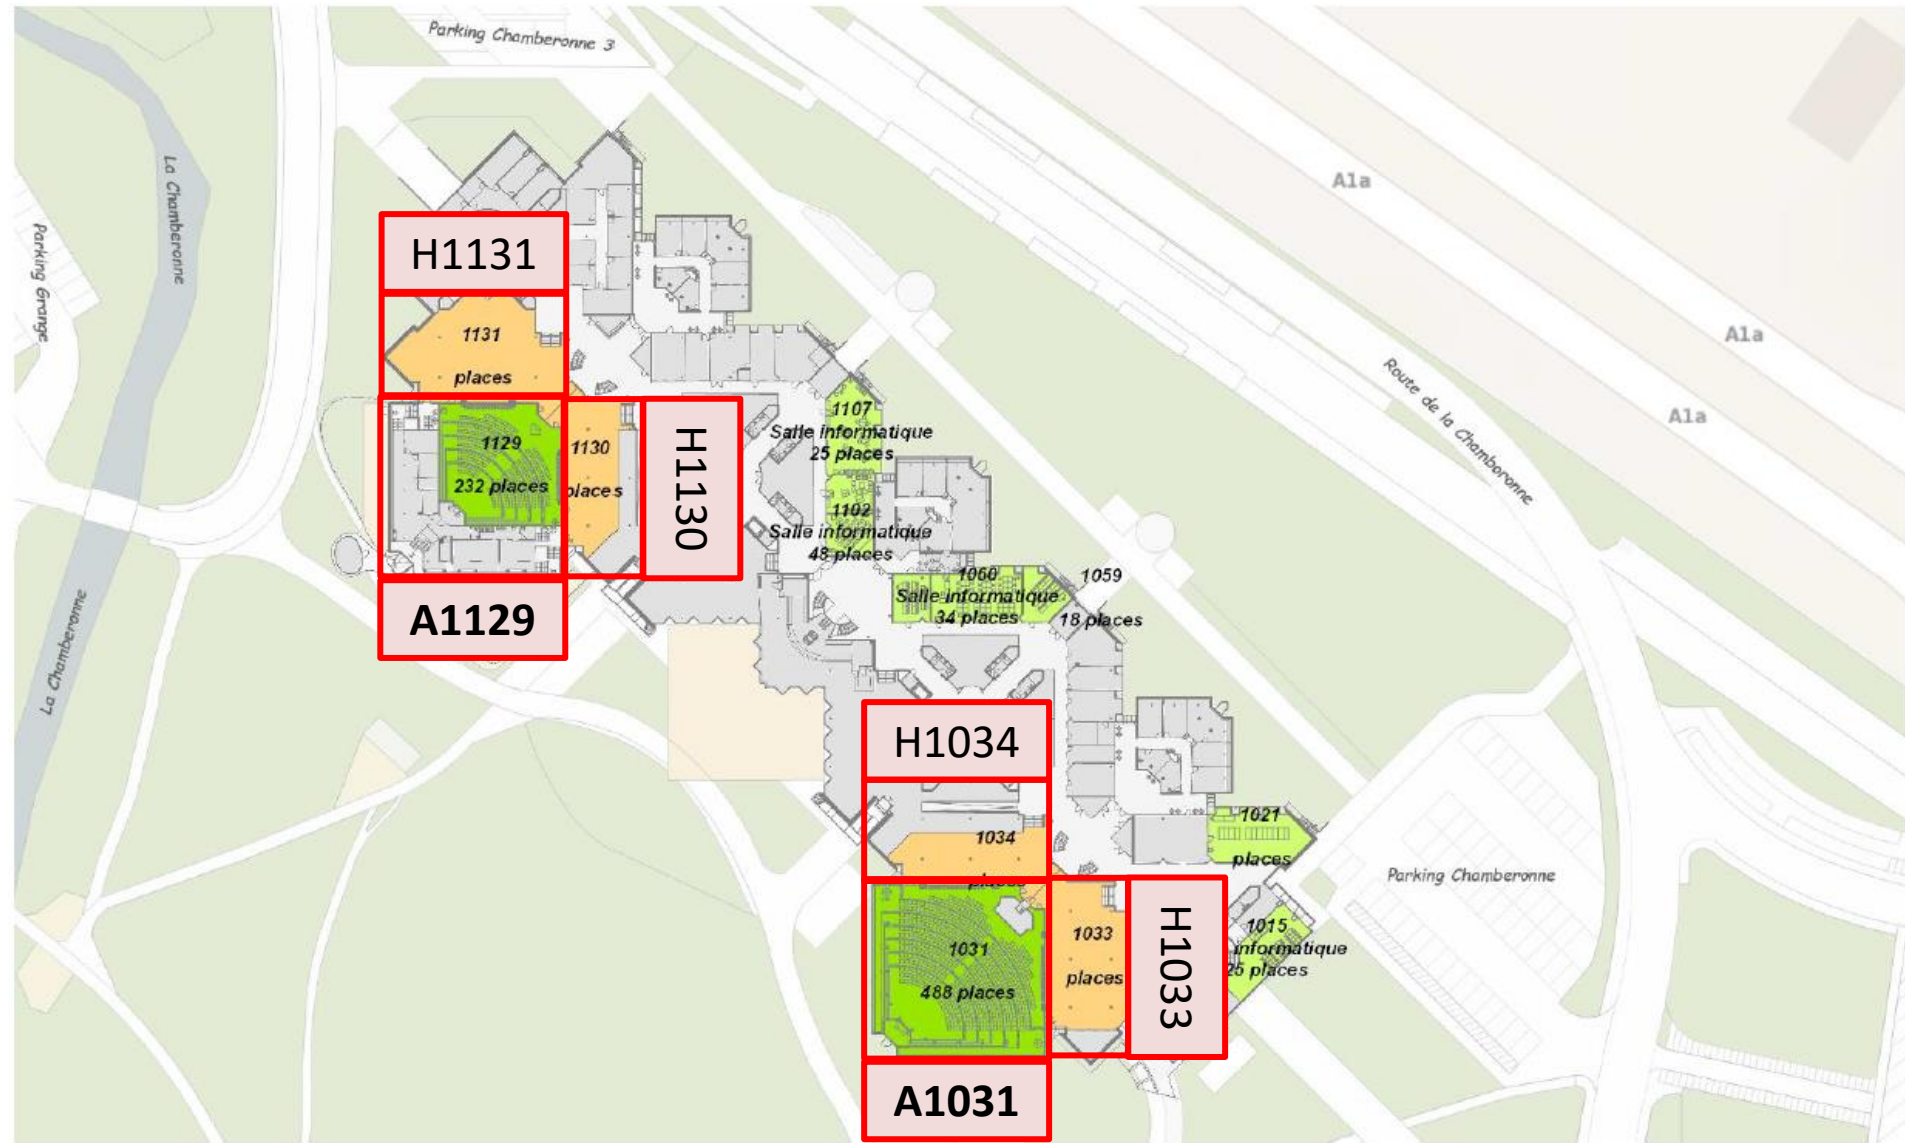 Parking Chamberonne 3
La Chamberonne
Parking Grange
A1a
A1a
A1a
Route de la Chamberonne
H1131
1131
places
1129
232 places
1130
places
H1130
A1129
1107
Salle informatique
25 places
1102
Salle informatique
48 places
1060
Salle informatique
34 places
1059
18 places
La Chamberonne
H1034
1034
places
1031
488 places
1033
places
H1033
A1031
1021
places
Parking Chamberonne
1015
informatique
25 places